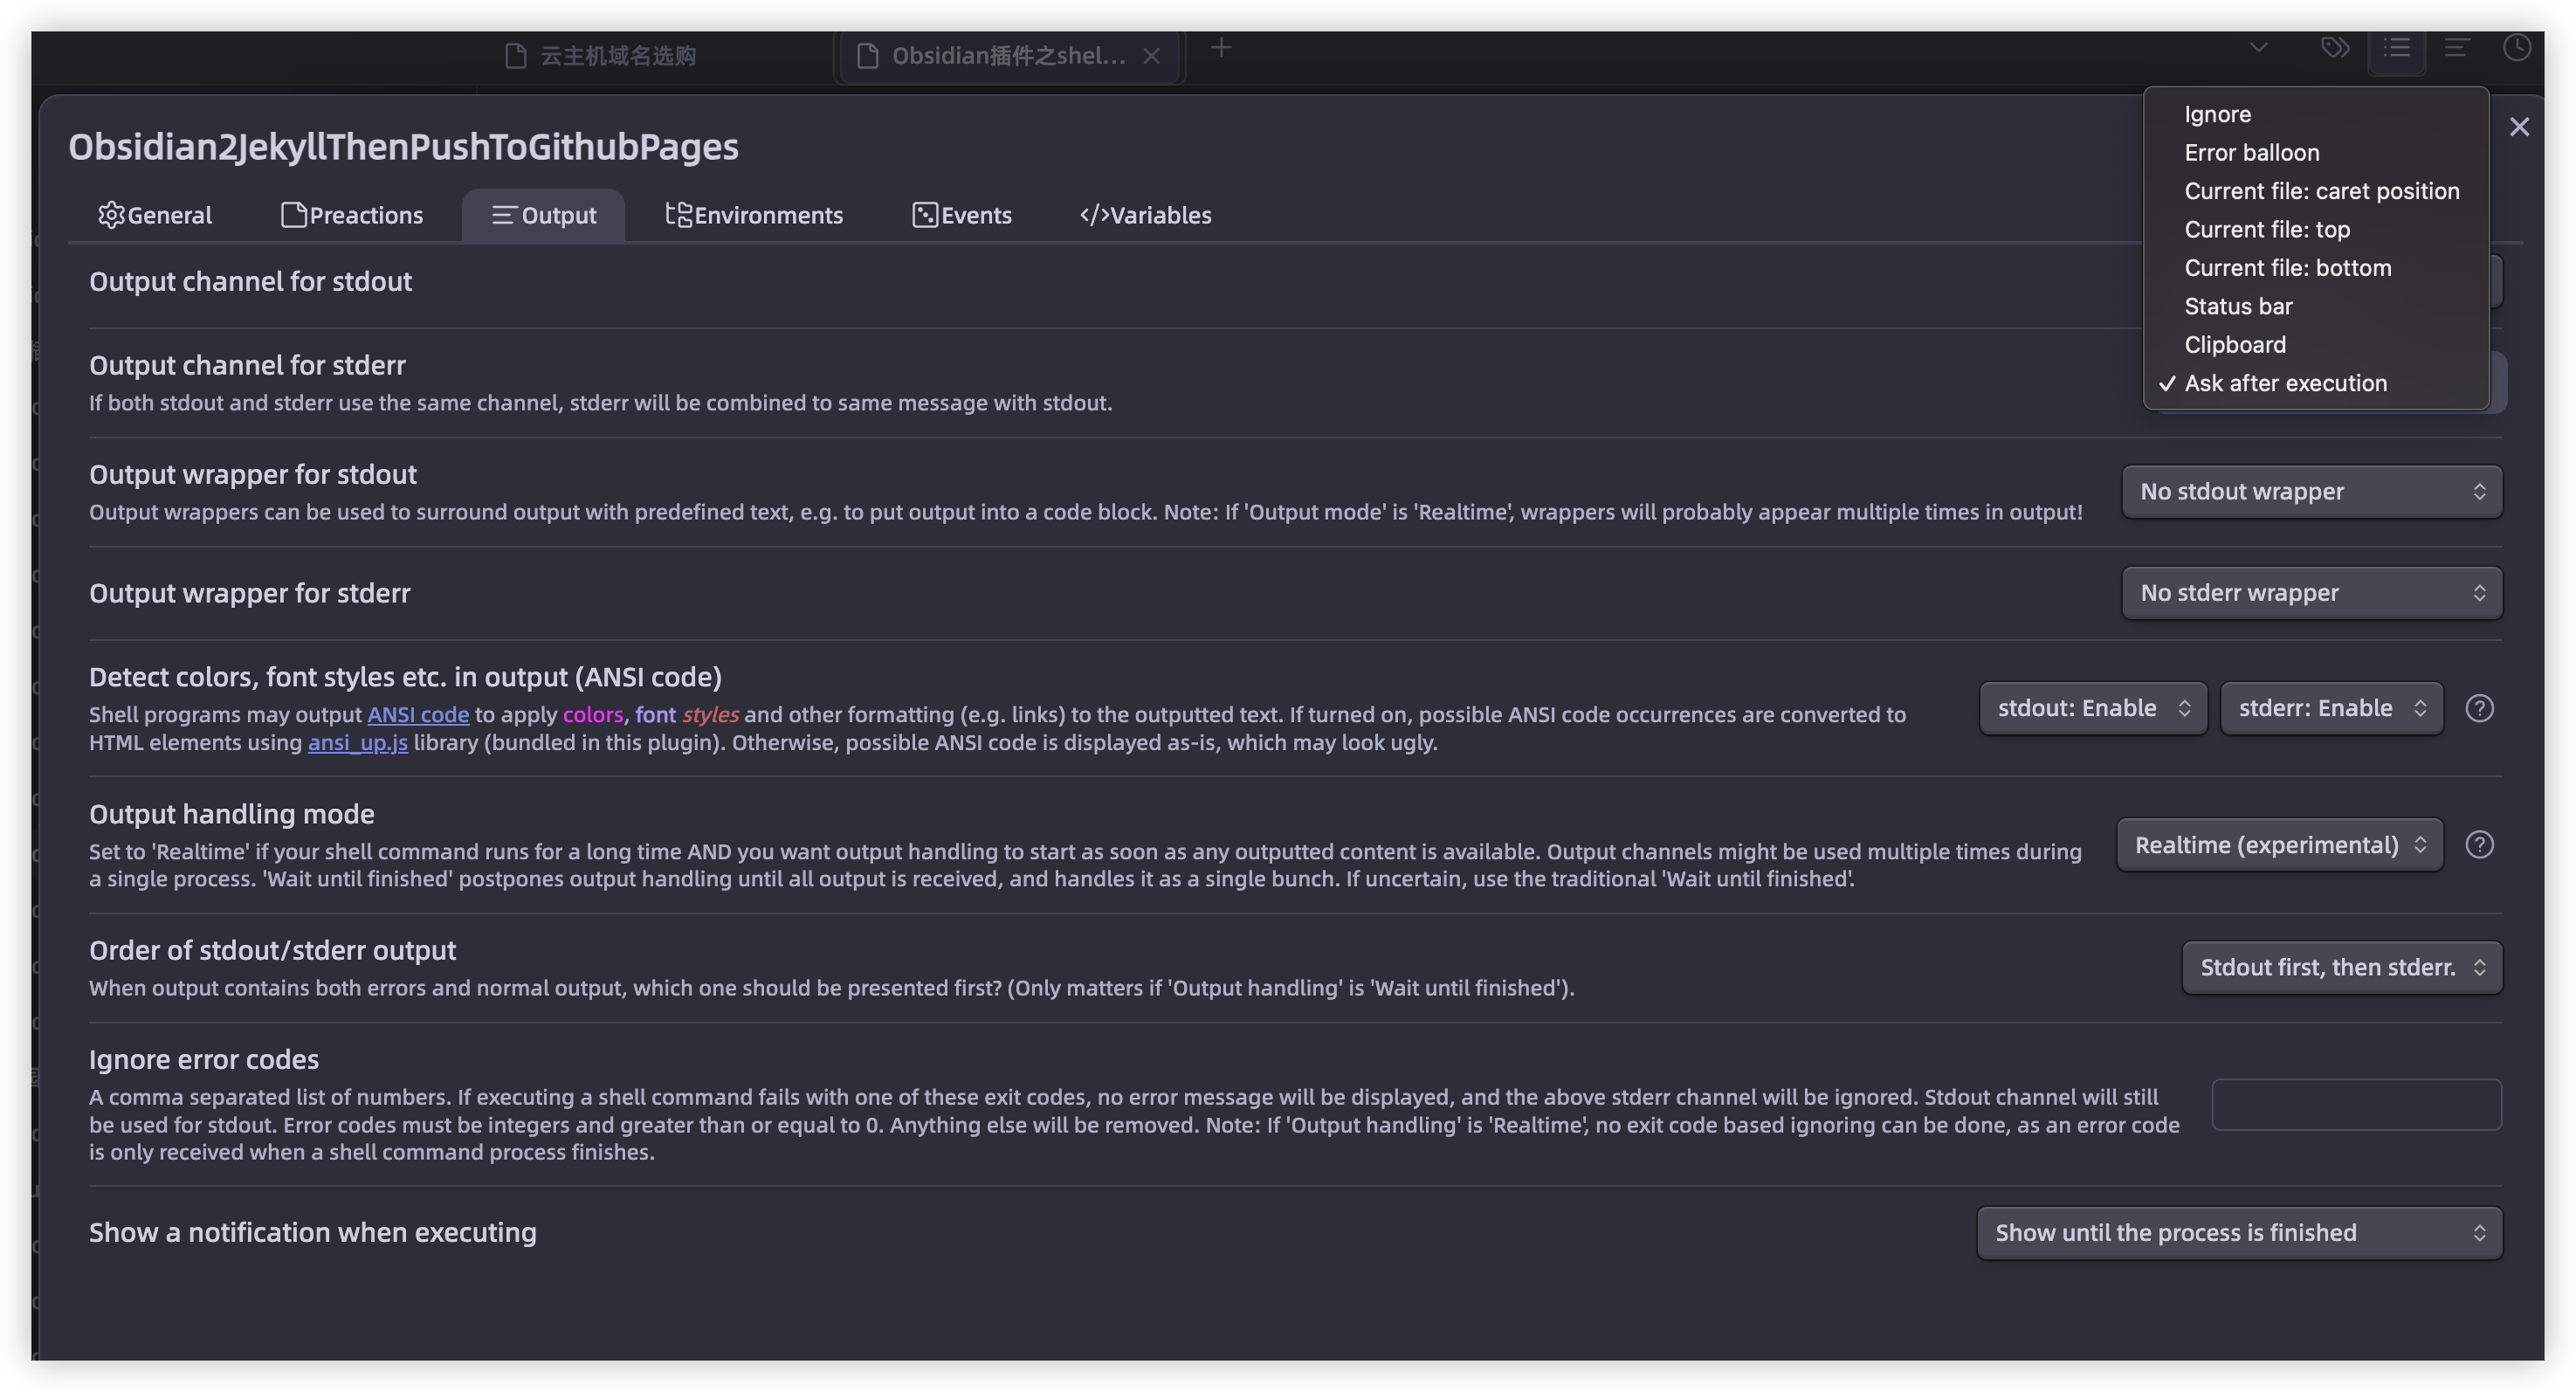 云主机域名选购
Obsidian插件之shel...
Obsidian2JekyllThenPushToGithubPages
General
Preactions
Output
Environments
Events
</>Variables
Ignore
Error balloon
Current file: caret position
Current file: top
Current file: bottom
Status bar
Clipboard
✓ Ask after execution
Output channel for stdout
Output channel for stderr
If both stdout and stderr use the same channel, stderr will be combined to same message with stdout.
Output wrapper for stdout
Output wrappers can be used to surround output with predefined text, e.g. to put output into a code block. Note: If 'Output mode' is 'Realtime', wrappers will probably appear multiple times in output!
No stdout wrapper
Output wrapper for stderr
No stderr wrapper
Detect colors, font styles etc. in output (ANSI code)
Shell programs may output ANSI code to apply colors, font styles and other formatting (e.g. links) to the outputted text. If turned on, possible ANSI code occurrences are converted to
HTML elements using ansi_up.js library (bundled in this plugin). Otherwise, possible ANSI code is displayed as-is, which may look ugly.
stdout: Enable
stderr: Enable
Output handling mode
Set to 'Realtime' if your shell command runs for a long time AND you want output handling to start as soon as any outputted content is available. Output channels might be used multiple times during
a single process. 'Wait until finished' postpones output handling until all output is received, and handles it as a single bunch. If uncertain, use the traditional 'Wait until finished'.
Realtime (experimental)
Order of stdout/stderr output
When output contains both errors and normal output, which one should be presented first? (Only matters if 'Output handling' is 'Wait until finished').
Stdout first, then stderr.
Ignore error codes
A comma separated list of numbers. If executing a shell command fails with one of these exit codes, no error message will be displayed, and the above stderr channel will be ignored. Stdout channel will still
be used for stdout. Error codes must be integers and greater than or equal to 0. Anything else will be removed. Note: If 'Output handling' is 'Realtime', no exit code based ignoring can be done, as an error code
is only received when a shell command process finishes.
Show a notification when executing
Show until the process is finished